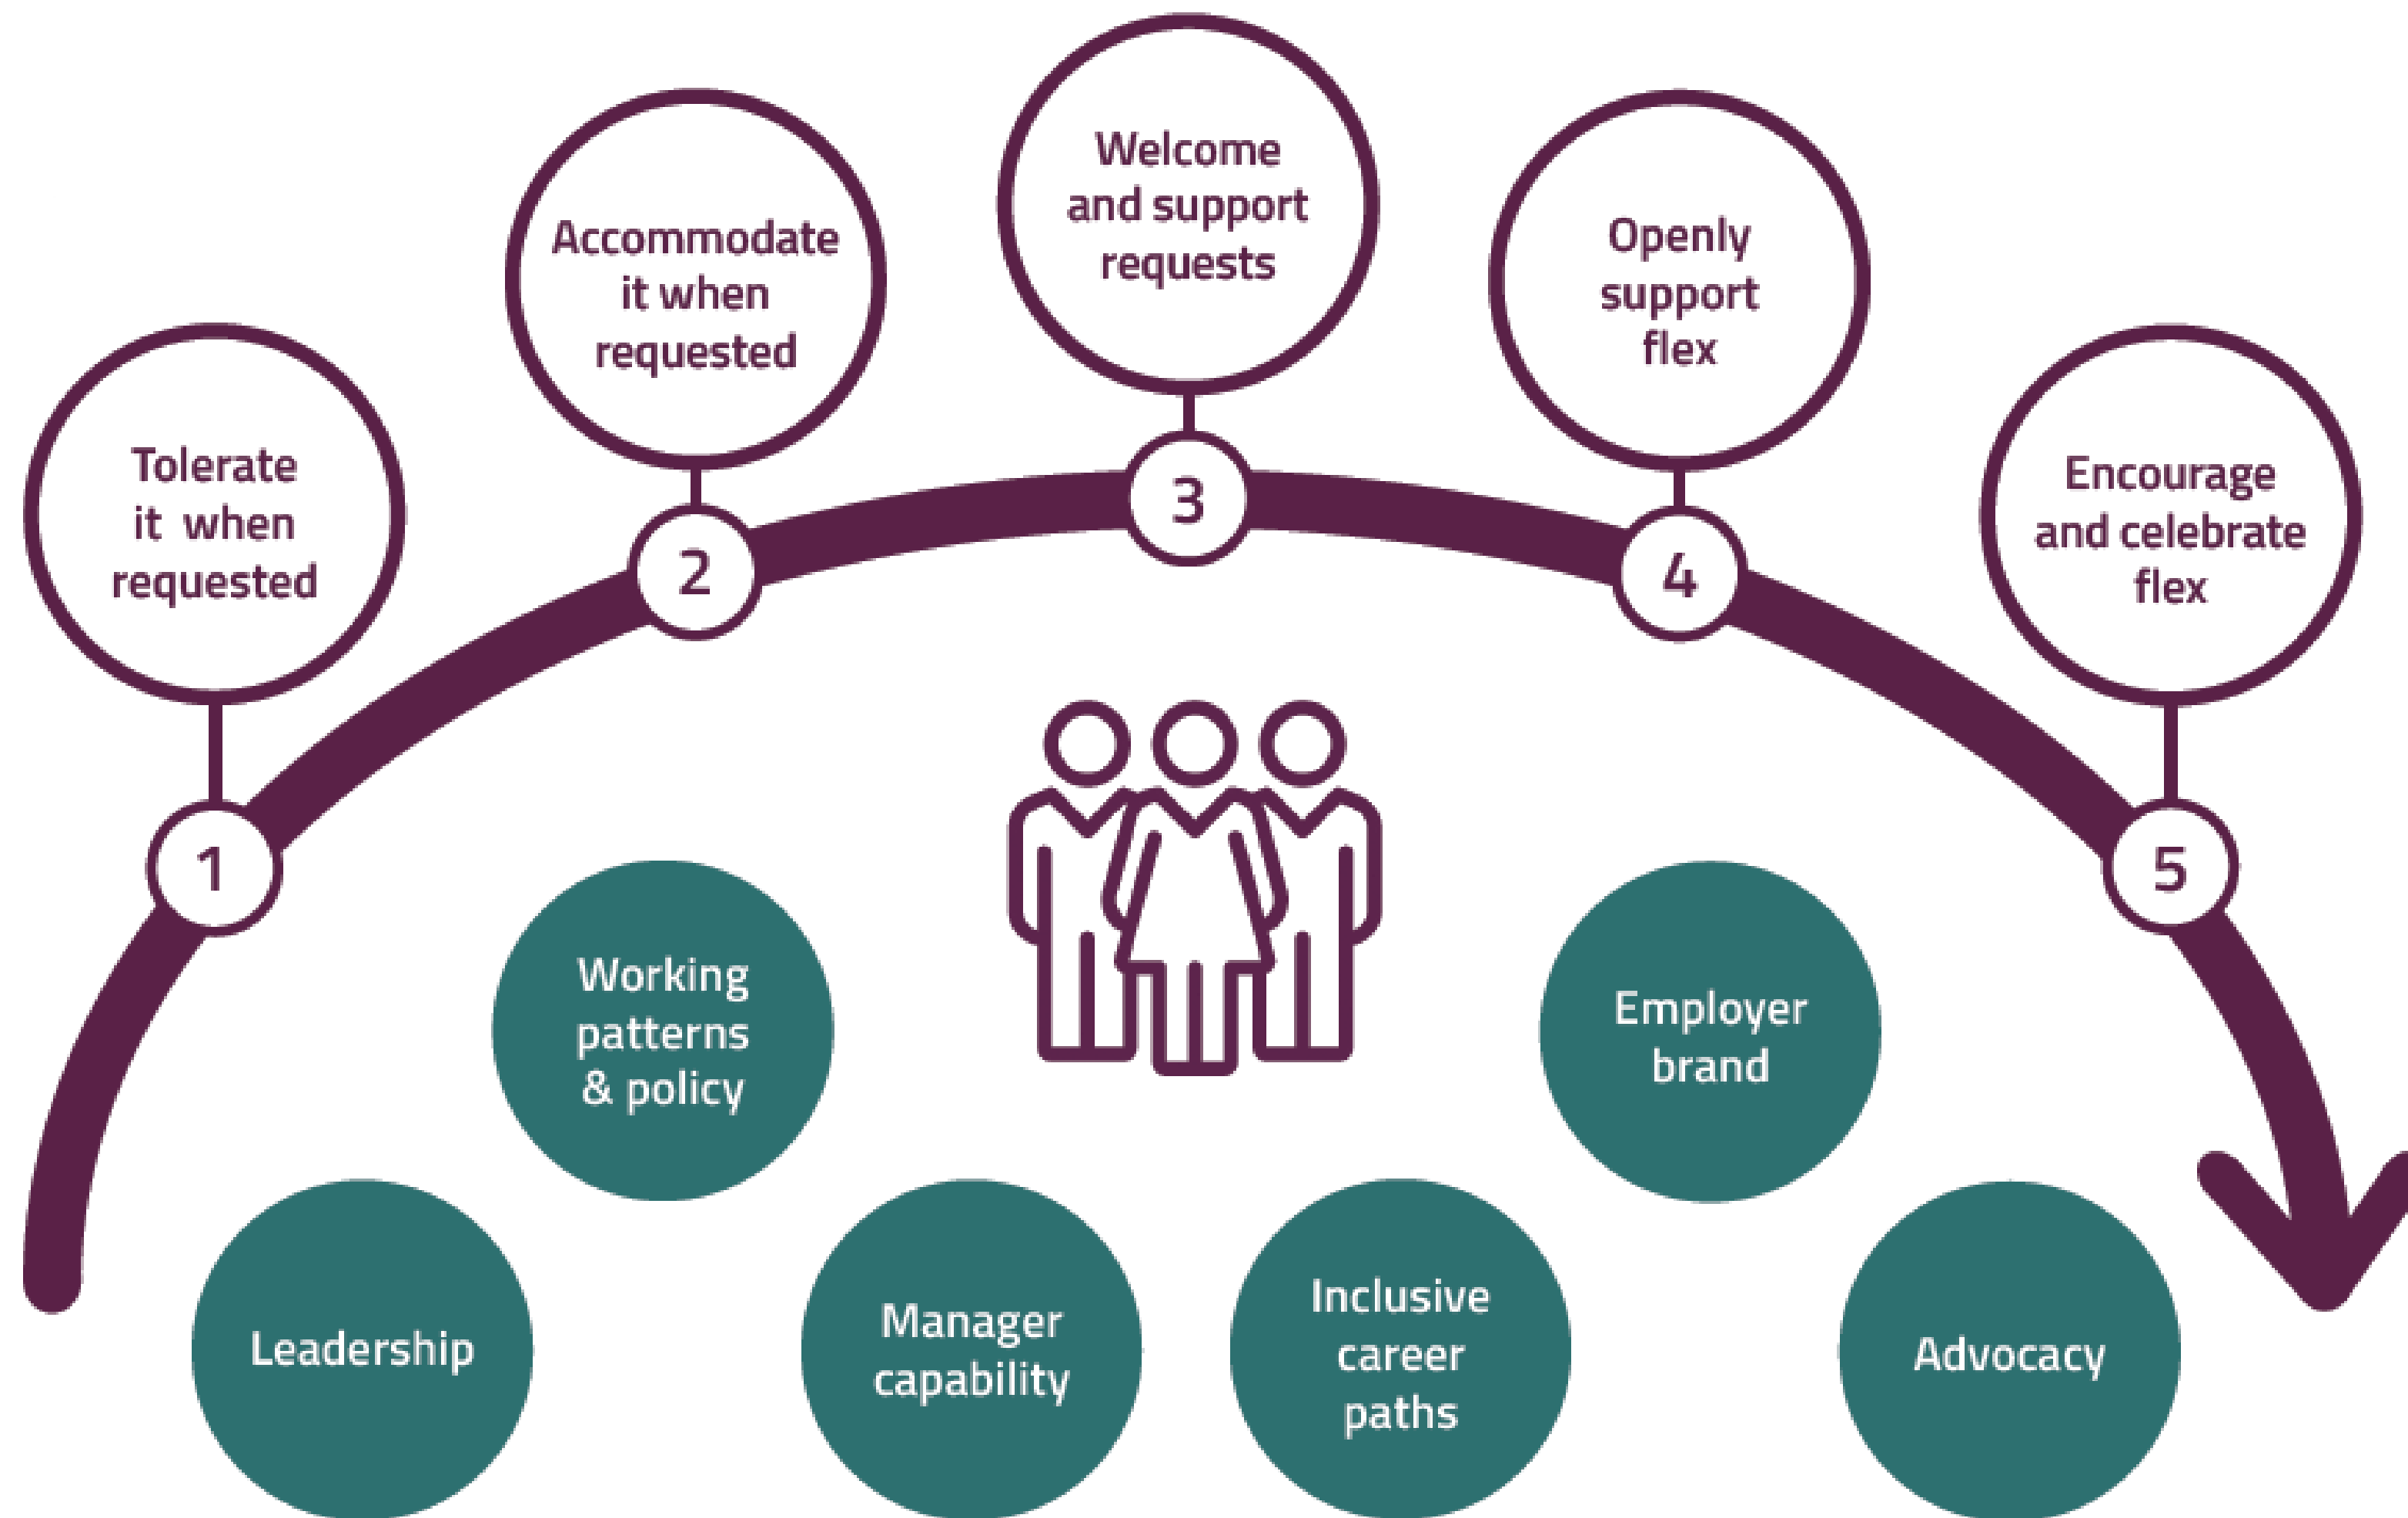 Tolerate
it when
requested
1
Accommodate
it when
requested
2
Welcome
and support
requests
3
Openly
support
flex
4
Encourage
and celebrate
flex
5
Leadership
Working
patterns
& policy
Manager
capability
Inclusive
career
paths
Employer
brand
Advocacy